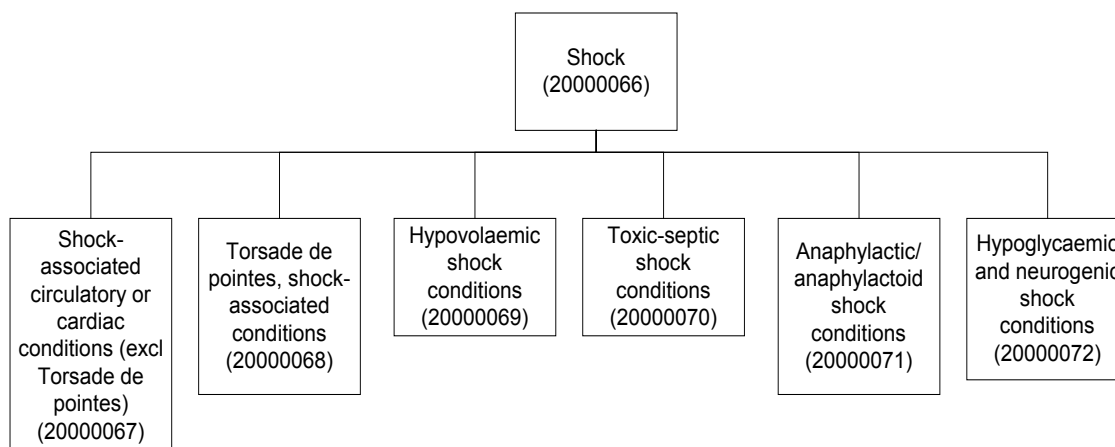 Shock
(20000066)
Shock-
associated
circulatory or
cardiac
conditions (excl
Torsade de
pointes)
(20000067)
Torsade de
pointes, shock-
associated
conditions
(20000068)
Hypovolaemic
shock
conditions
(20000069)
Toxic-septic
shock
conditions
(20000070)
Anaphylactic/
anaphylactoid
shock
conditions
(20000071)
Hypoglycaemic
and neurogenic
shock
conditions
(20000072)